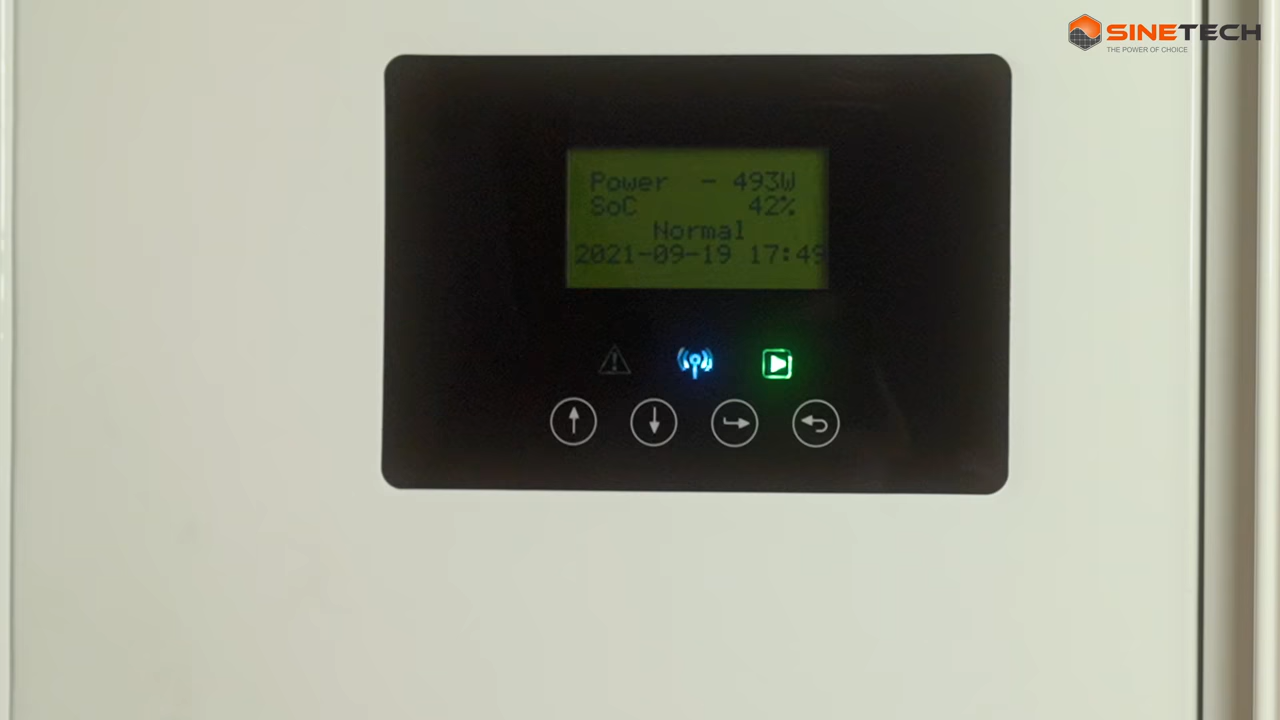 SINETECH
THE POWER OF CHOICE
Power - 493W
SoC 42%
Normal
2021-09-19 17:49